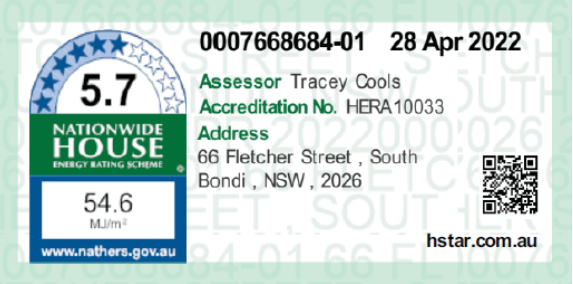 0007668684-01 28 Apr 2022
5.7
NATIONWIDE
HOUSE
ENERGY RATING SCHEME
54.6
MJ/m²
www.nathers.gov.au
Assessor Tracey Cools
Accreditation No. HERA10033
Address
66 Fletcher Street , South
Bondi , NSW , 2026
hstar.com.au